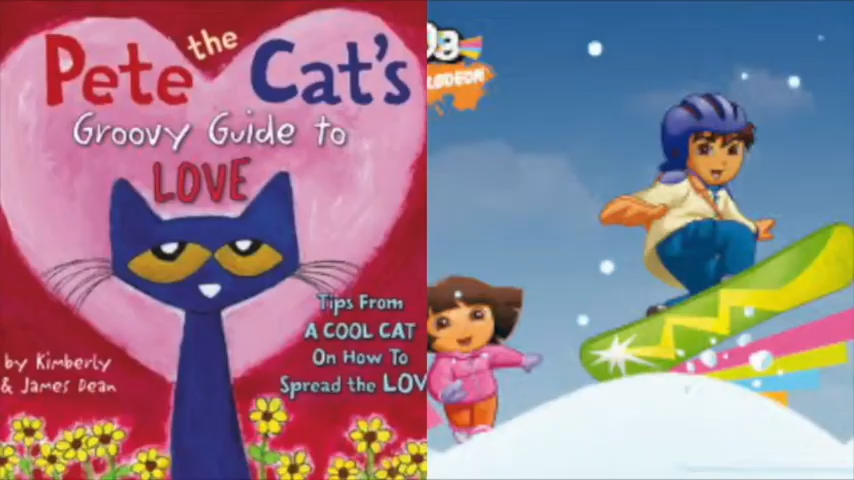 Pete the Cat's
Groovy Guide to
LOVE
Tips From
A COOL CAT
On How To
Spread the LOV
by Kimberly
& James Dean